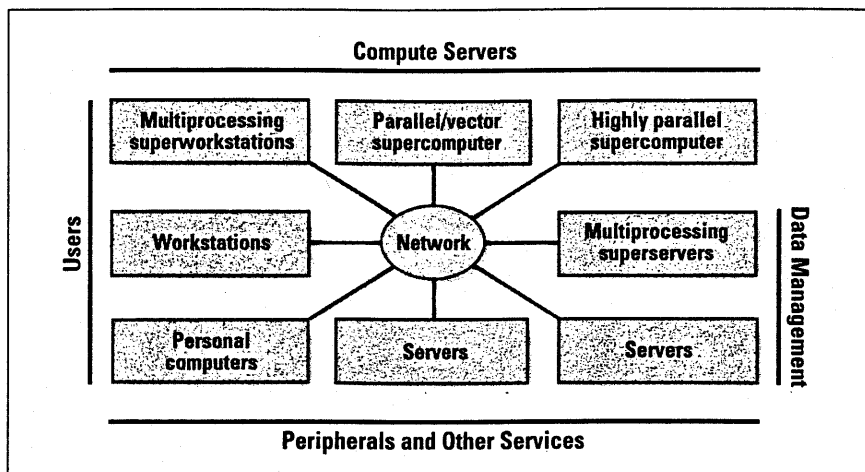 Compute Servers
Multiprocessing
superworkstations
Parallel/vector
supercomputer
Highly parallel
supercomputer
Users
Workstations
Network
Multiprocessing
superservers
Data Management
Personal
computers
Servers
Servers
Peripherals and Other Services